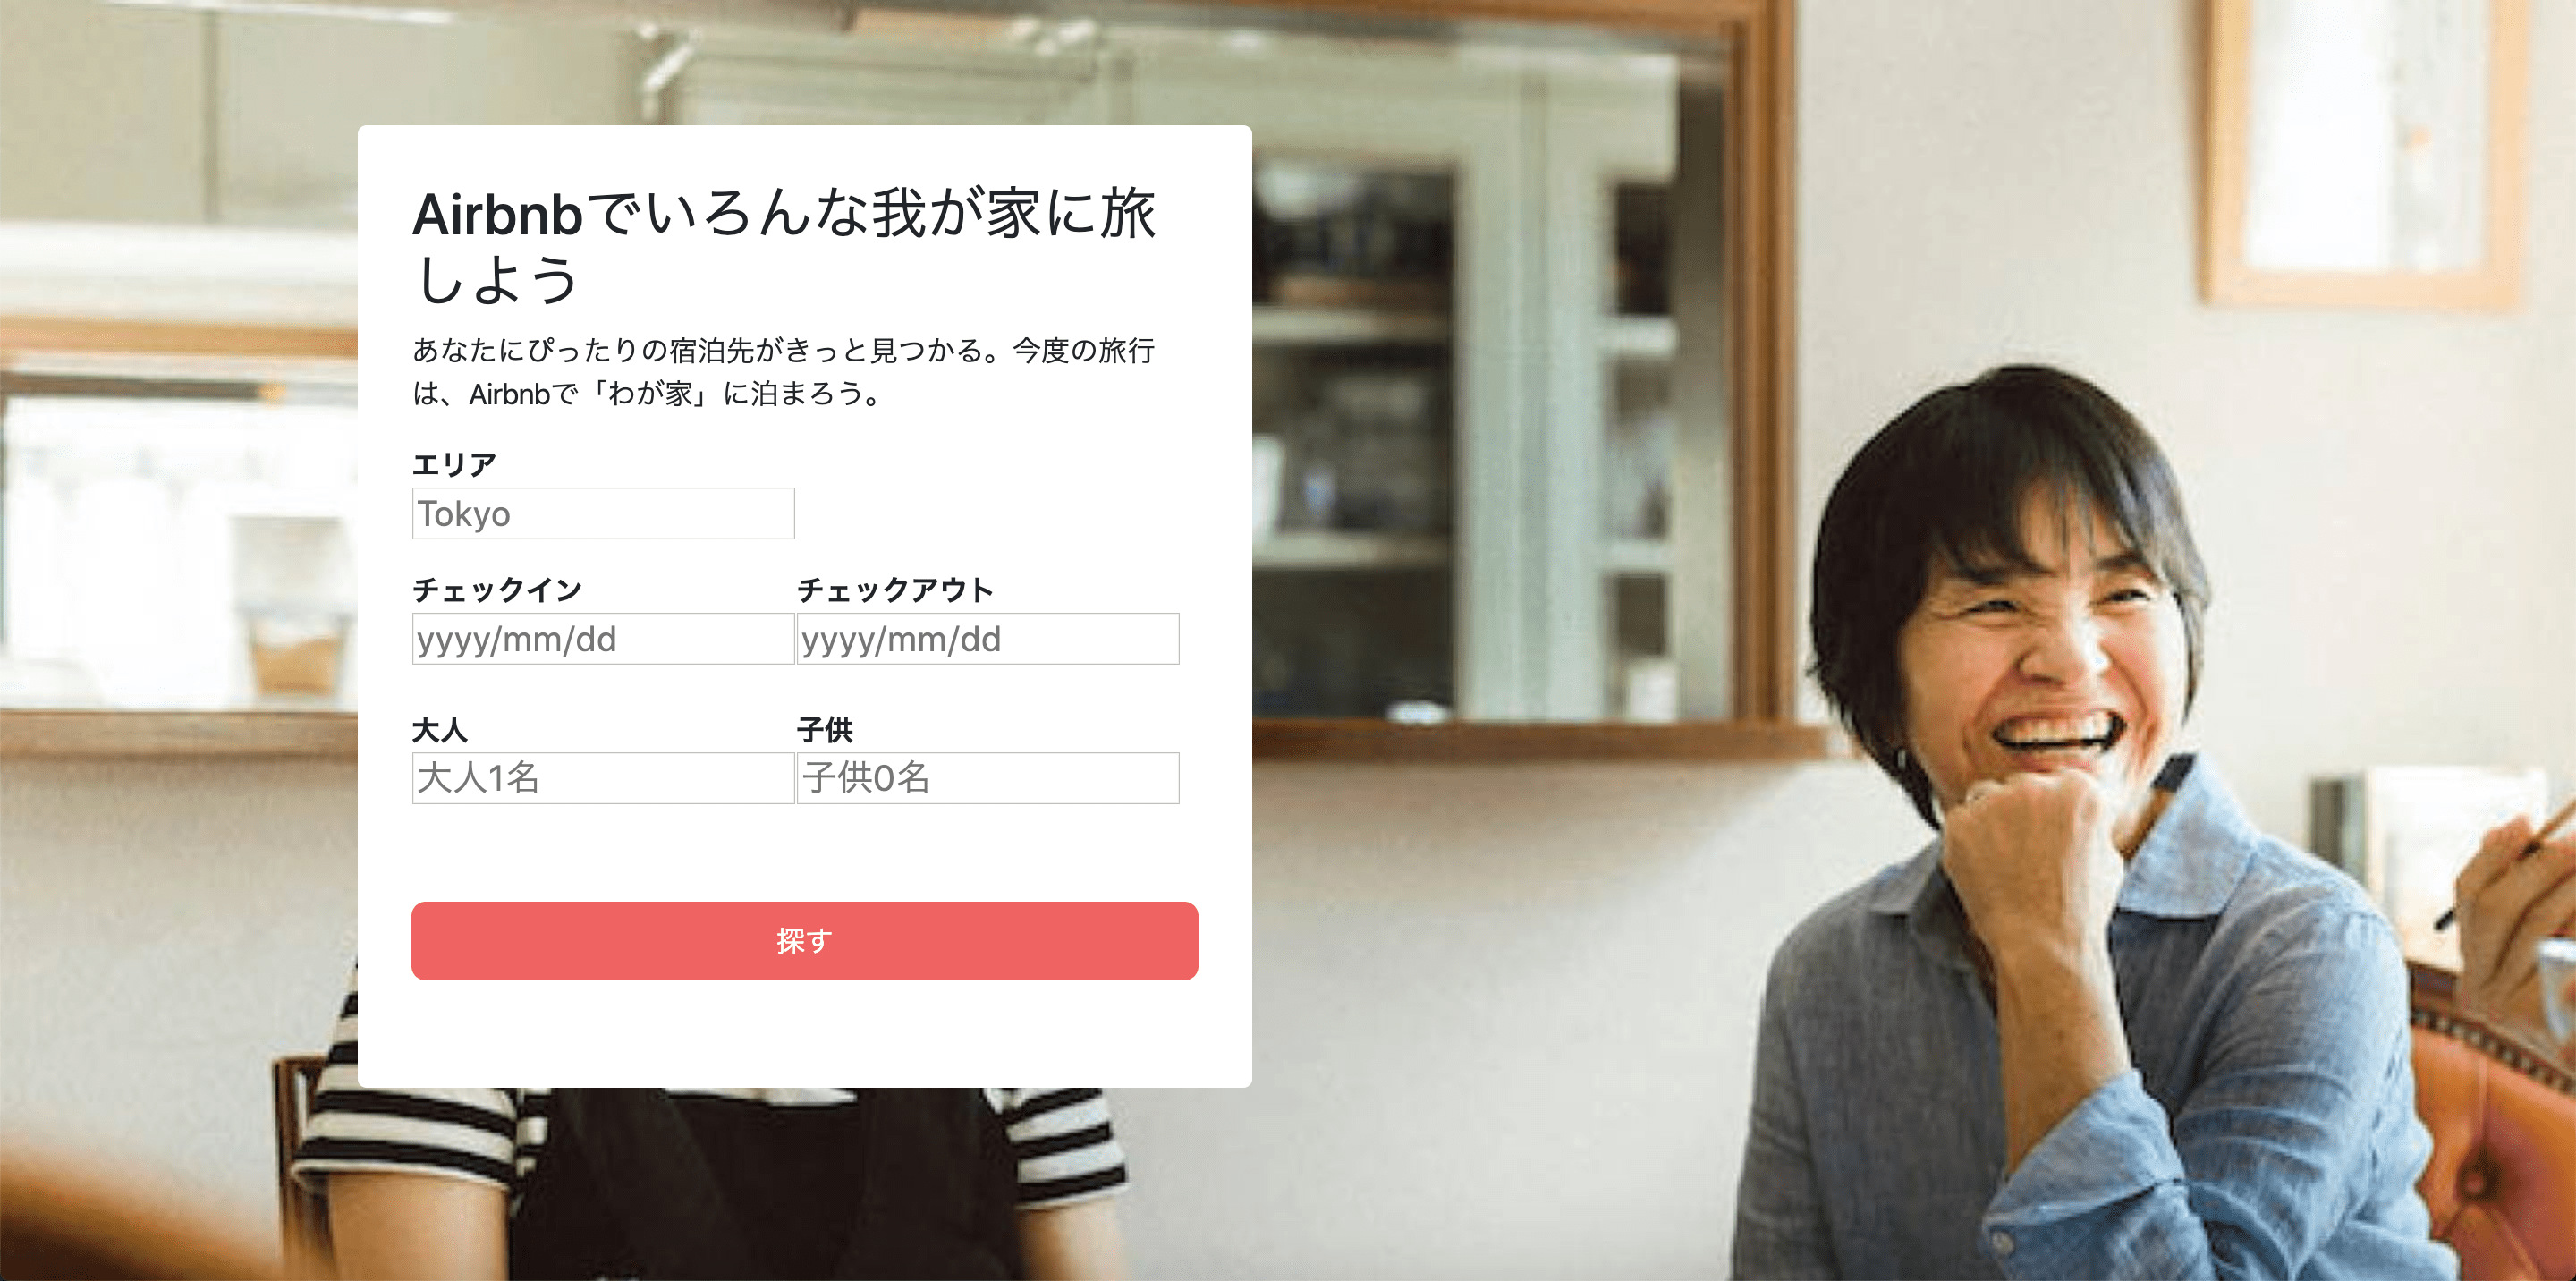 Airbnbでいろんな我が家に旅
しよう
あなたにぴったりの宿泊先がきっと見つかる。今度の旅行
は、Airbnbで「わが家」に泊まろう。
エリア
Tokyo
チェックイン チェックアウト
yyyy/mm/dd yyyy/mm/dd
大人 子供
大人1名 子供0名
探す